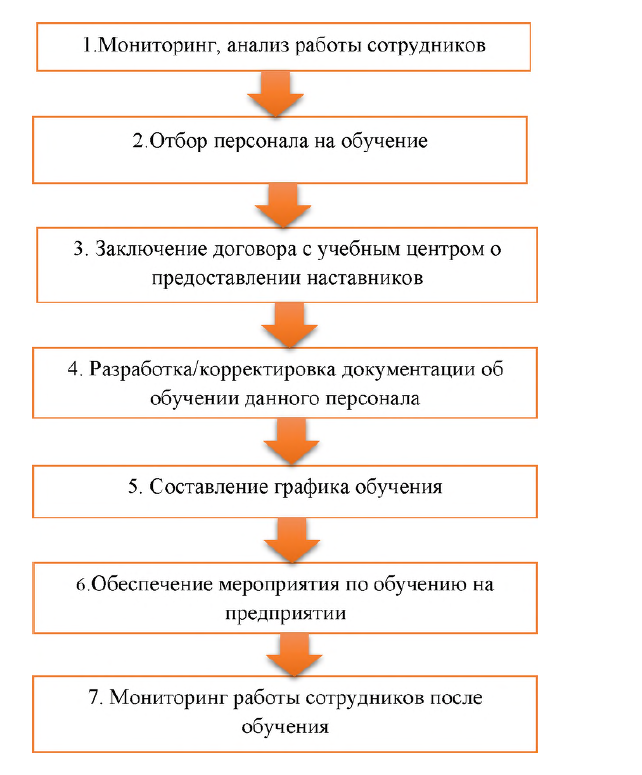 1.Мониторинг, анализ работы сотрудников
2.Отбор персонала на обучение
3. Заключение договора с учебным центром о
предоставлении наставников
4. Разработка/корректировка документации об
обучении данного персонала
5. Составление графика обучения
6.Обеспечение мероприятия по обучению на
предприятии
7. Мониторинг работы сотрудников после
обучения